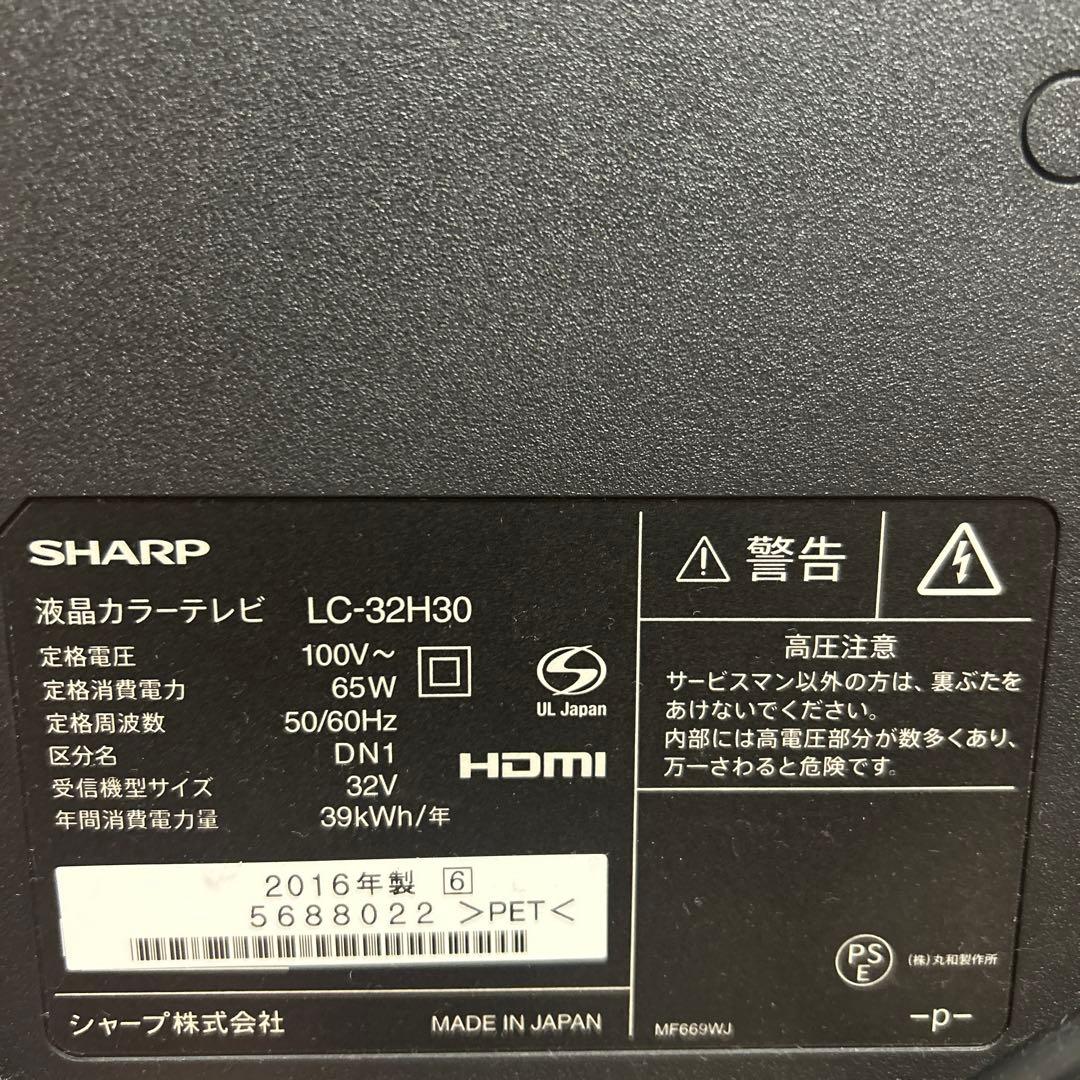 SHARP
液晶カラーテレビ LC-32H30
定格電圧 100V～
定格消費電力 65W
定格周波数 50/60Hz
区分名 DN1
受信機型サイズ 32V
年間消費電力量 39kWh/年
UL Japan
HDMI
2016年製 6
5688022 >PET<
シャープ株式会社 MADE IN JAPAN
警告
高圧注意
サービスマン以外の方は、裏ぶたを
あけないでください。
内部には高電圧部分が数多くあり、
万一さわると危険です。
PS
E
(株)丸和製作所
MF669WJ
-p-